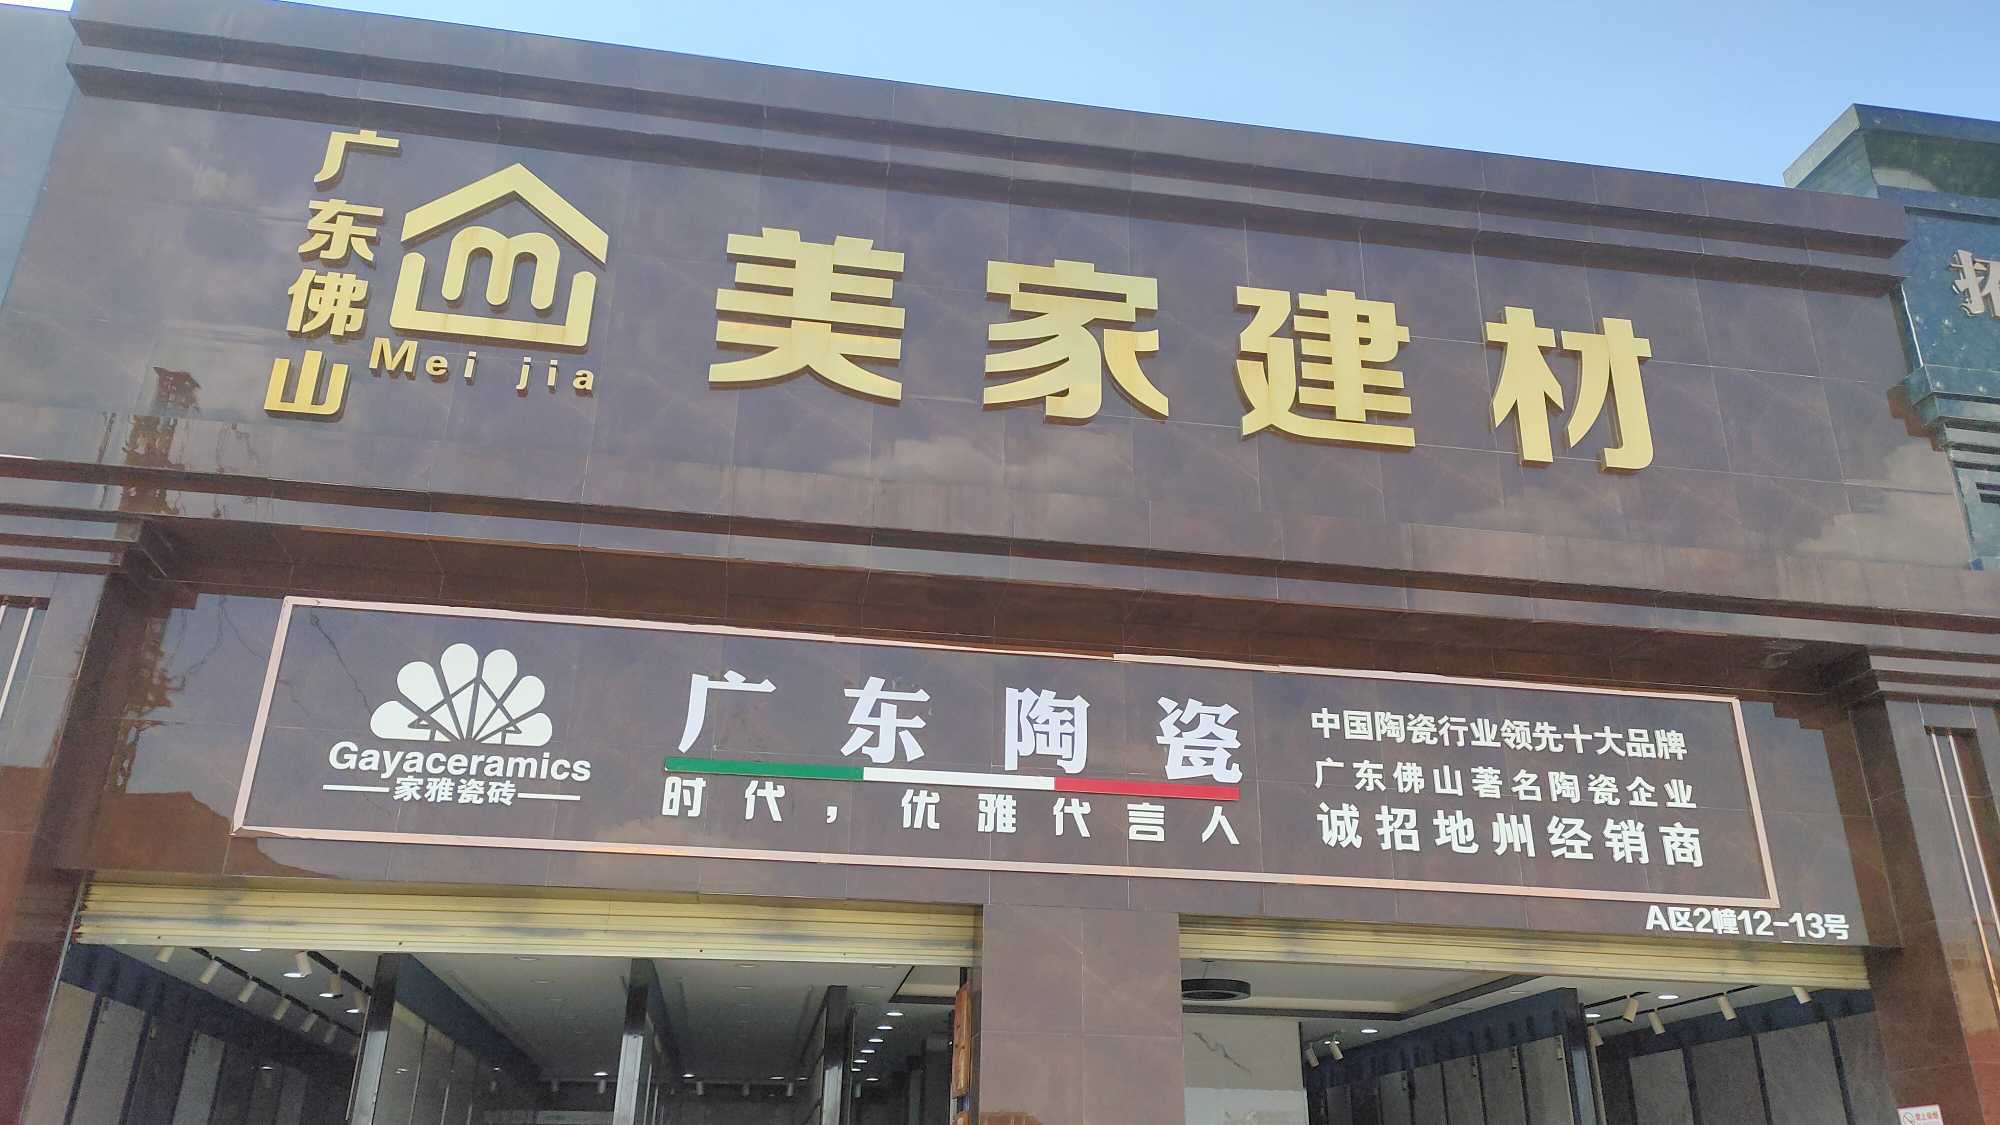 广东佛山
m
Mei jia
美家建材
Gayaceramics
家雅瓷砖
广东陶瓷
时代，优雅代言人
中国陶瓷行业领先十大品牌
广东佛山著名陶瓷企业
诚招地州经销商
A区2幢12-13号